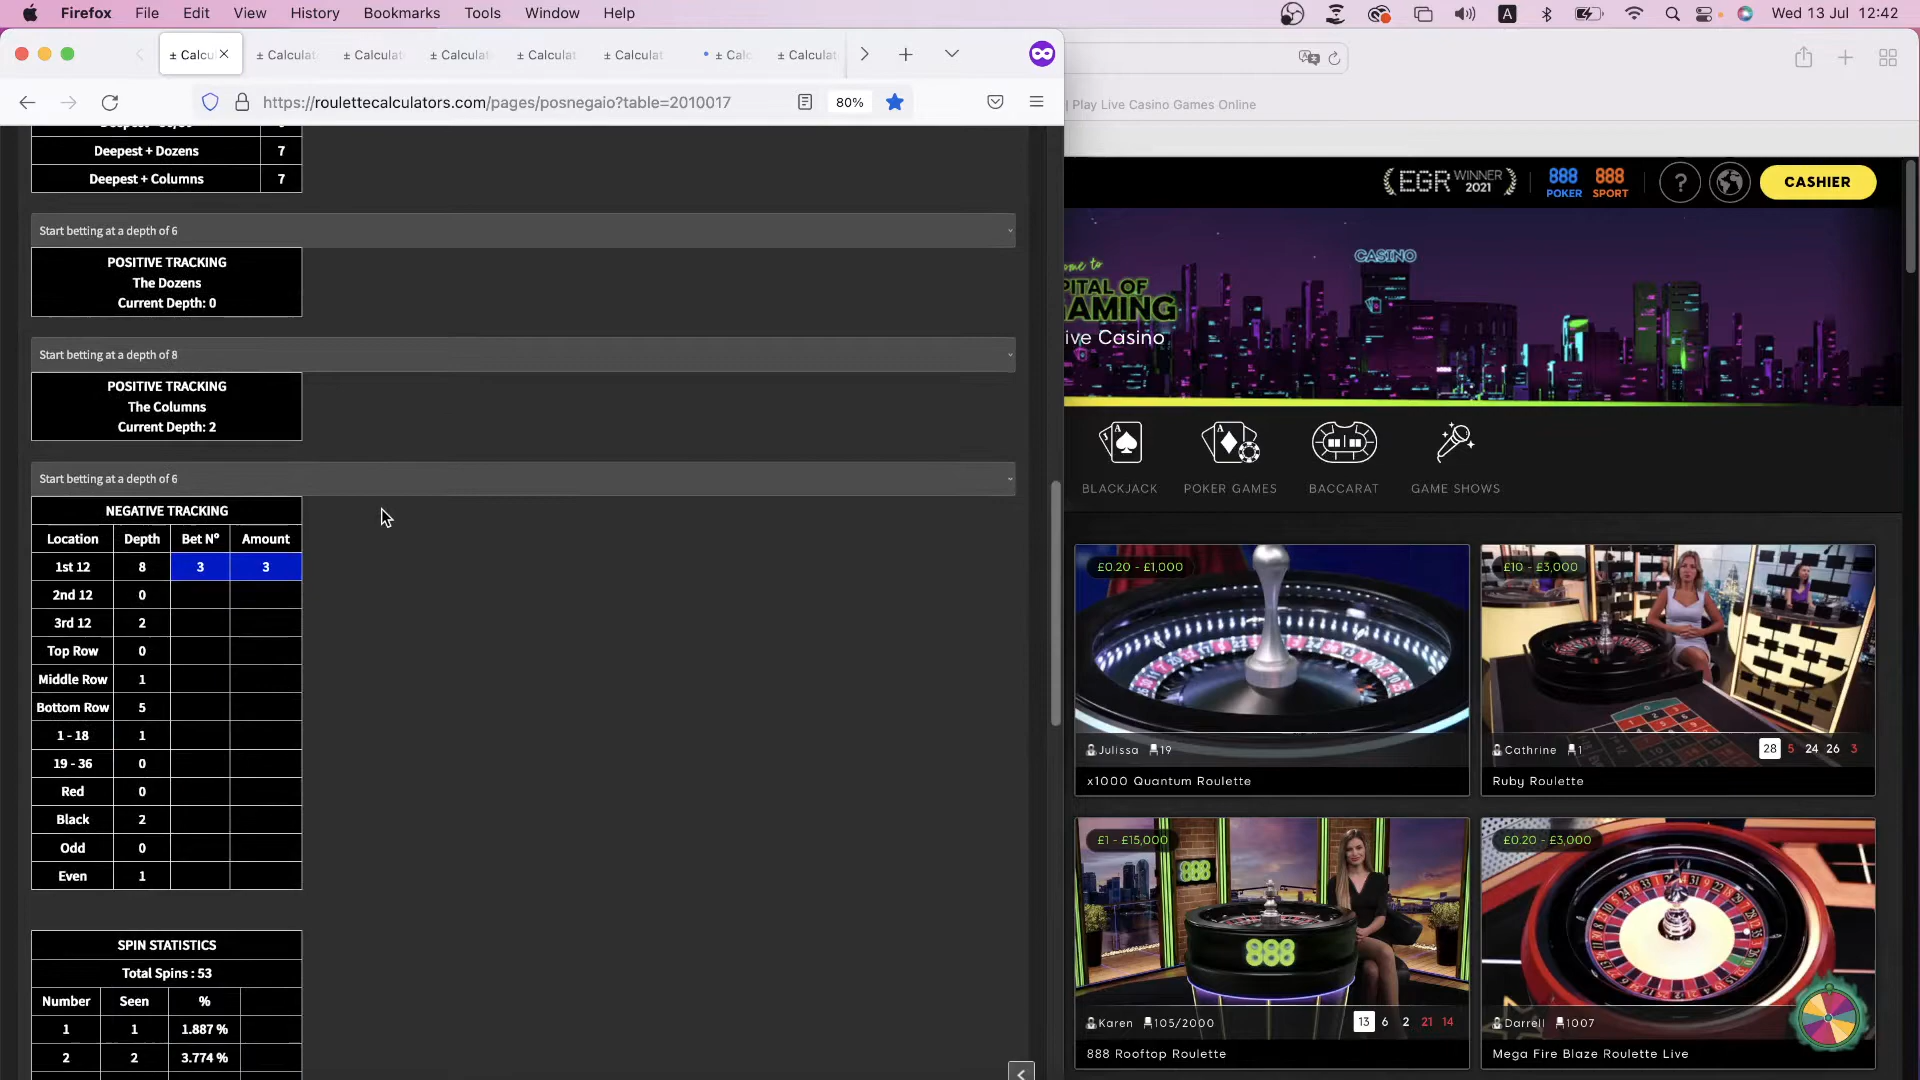 Firefox File Edit View History Bookmarks Tools Window Help
A
Wed 13 Jul 12:42
± Calcu
± Calculat
± Calculat
± Calculat
± Calculat
± Calculat
± Calc
± Calculat
https://roulettecalculators.com/pages/posnegaio?table=2010017
80%
| Play Live Casino Games Online
Deepest + Dozens 7
Deepest + Columns 7
Start betting at a depth of 6
POSITIVE TRACKING
The Dozens
Current Depth: 0
Start betting at a depth of 8
POSITIVE TRACKING
The Columns
Current Depth: 2
Start betting at a depth of 6
NEGATIVE TRACKING
Location Depth Bet Nº Amount
1st 12 8 3 3
2nd 12 0
3rd 12 2
Top Row 0
Middle Row 1
Bottom Row 5
1 - 18 1
19 - 36 0
Red 0
Black 2
Odd 0
Even 1
SPIN STATISTICS
Total Spins : 53
Number Seen %
1 1 1.887 %
2 2 3.774 %
EGR WINNER 2021
888 POKER
888 SPORT
?
CASHIER
CASINO
ome to
PITAL OF
GAMING
ive Casino
BLACKJACK
POKER GAMES
BACCARAT
GAME SHOWS
£0.20 - £1,000
Julissa 19
x1000 Quantum Roulette
£10 - £3,000
Cathrine 1
28 5 24 26 3
Ruby Roulette
£1 - £15,000
888
888
Karen 105/2000
13 6 2 21 14
888 Rooftop Roulette
£0.20 - £3,000
Darrell 1007
Mega Fire Blaze Roulette Live